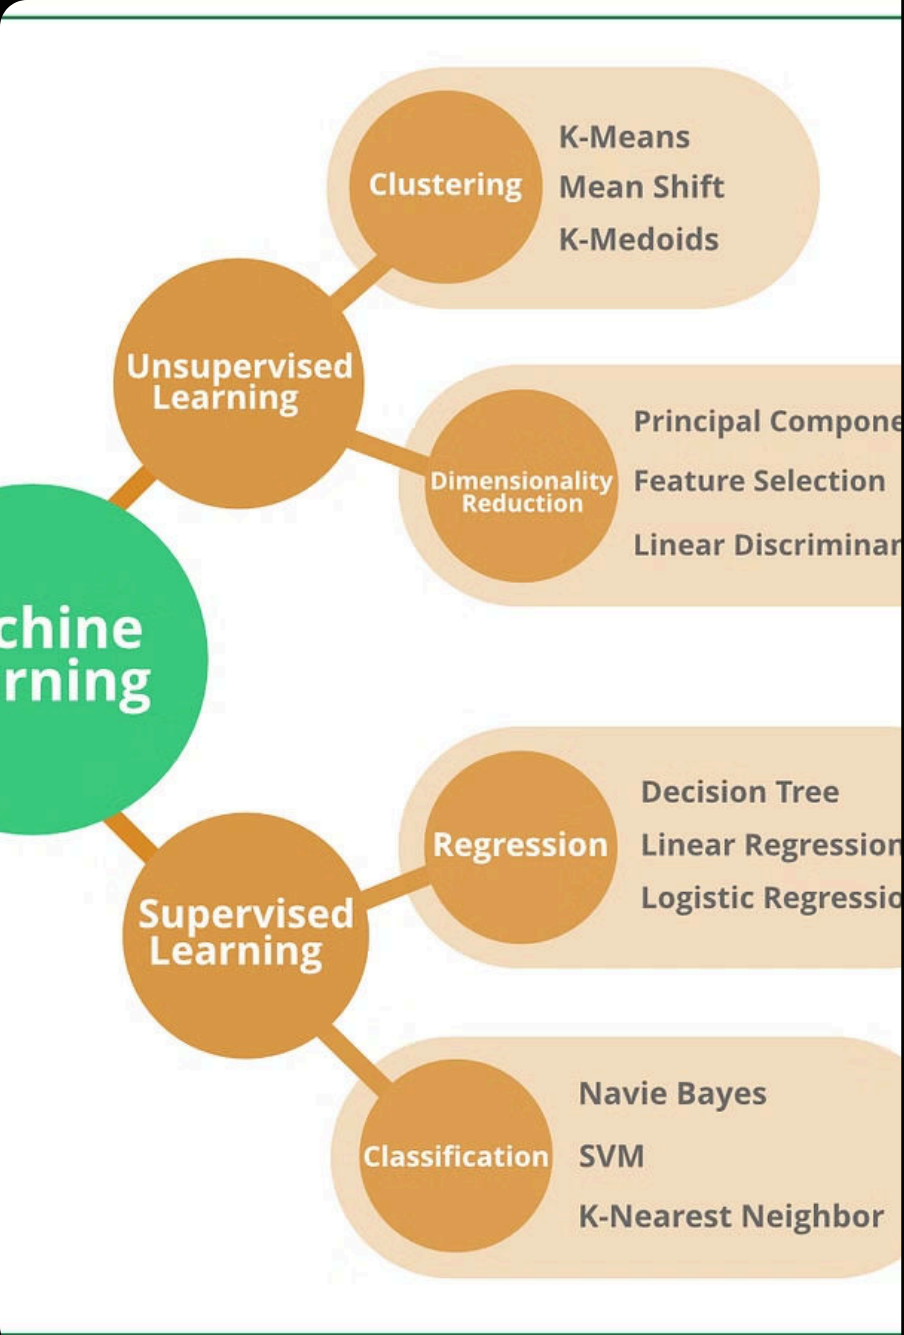 Clustering
K-Means
Mean Shift
K-Medoids
Unsupervised
Learning
Dimensionality
Reduction
Principal Compone
Feature Selection
Linear Discriminan
chine
rning
Regression
Decision Tree
Linear Regression
Logistic Regressio
Supervised
Learning
Classification
Navie Bayes
SVM
K-Nearest Neighbor